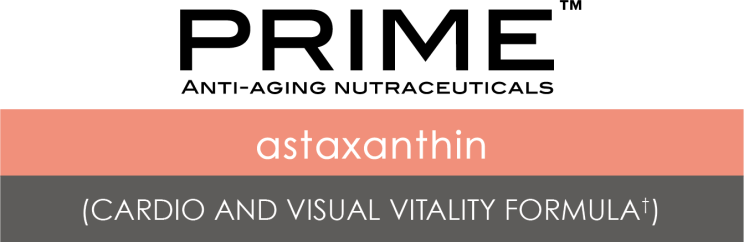 PRIME™
ANTI-AGING NUTRACEUTICALS
astaxanthin
(CARDIO AND VISUAL VITALITY FORMULA†)